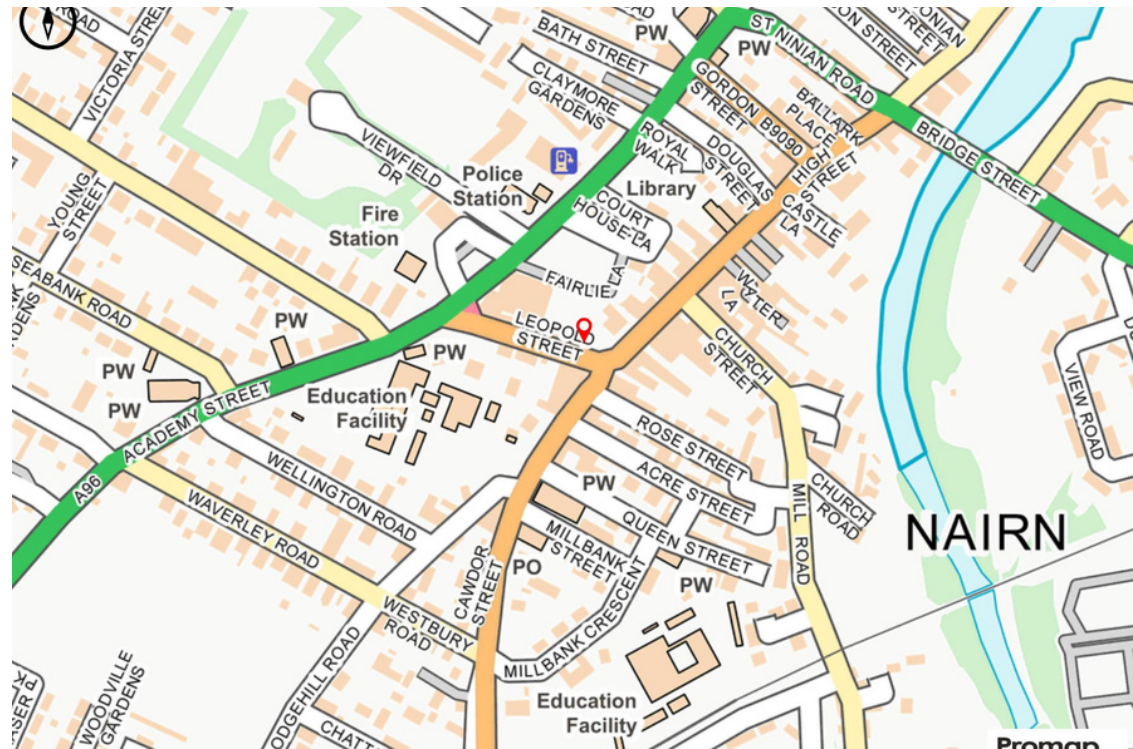 ROAD
VICTORIA STREET
BATH STREET
CLAYMORE
GARDENS
PW
PW
ST NINIAN ROAD
GORDON B9090
STREET
BALLARK
PLACE
HIGH
STREET
BRIDGE STREET
STREET
ROYAL
WALK
DOUGLAS
STREET
CASTLE
LA
VIEWFIELD
DR
Police
Station
Library
COURT
HOUSE LA
Fire
Station
YOUNG
STREET
FAIRLIE
LA
WATER
LA
SEABANK ROAD
GARDENS
PW
PW
PW
PW
LEOPOLD
STREET
CHURCH
STREET
VIEW ROAD
A96
ACADEMY STREET
Education
Facility
WELLINGTON ROAD
WAVERLEY ROAD
ROSE STREET
ACRE STREET
QUEEN STREET
PW
MILLBANK
STREET
PO
MILL ROAD
CHURCH
ROAD
NAIRN
CAWDOR
STREET
WESTBURY
ROAD
MILLBANK CRESCENT
PW
Education
Facility
WOODVILLE
GARDENS
Promap